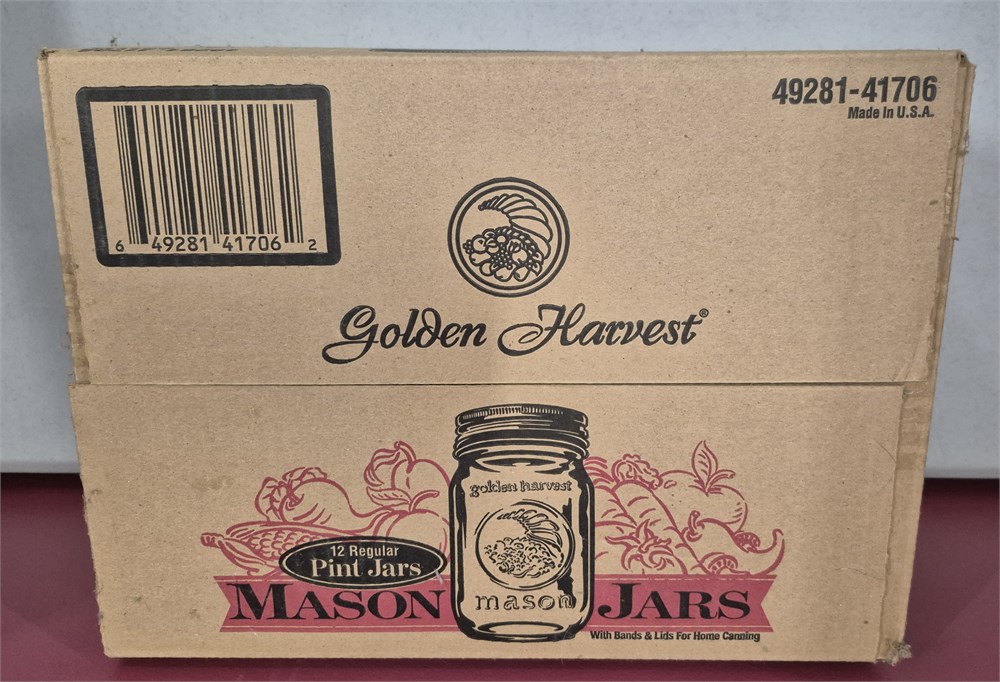 49281-41706
Made In U.S.A.
6 49281 41706 2
Golden Harvest®
golden harvest
12 Regular
Pint Jars
mason
MASON JARS
With Bands & Lids For Home Canning